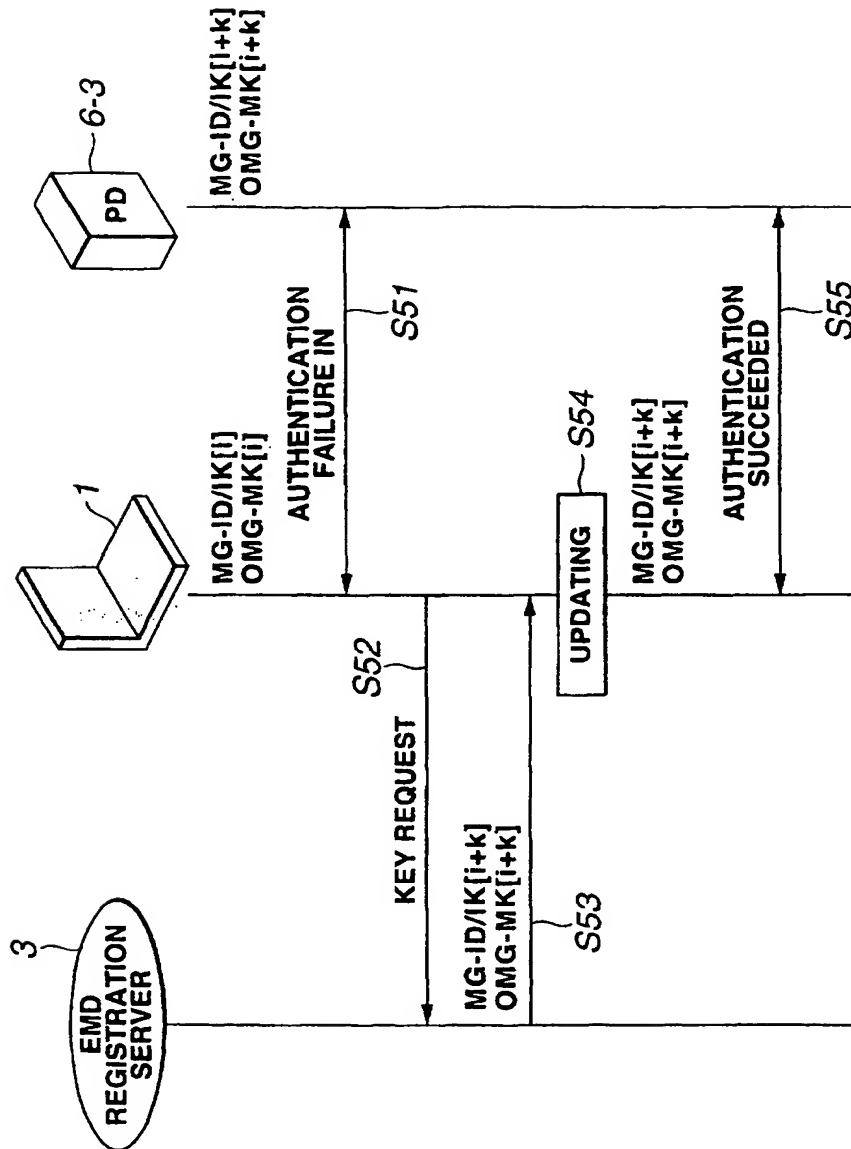 3
EMD
REGISTRATION
SERVER
1
6-3
PD
MG-ID/IK[i]
OMG-MK[i]
MG-ID/IK[i+k]
OMG-MK[i+k]
AUTHENTICATION
FAILURE IN
S51
S52
KEY REQUEST
MG-ID/IK[i+k]
OMG-MK[i+k]
S53
UPDATING
S54
MG-ID/IK[i+k]
OMG-MK[i+k]
AUTHENTICATION
SUCCEEDED
S55